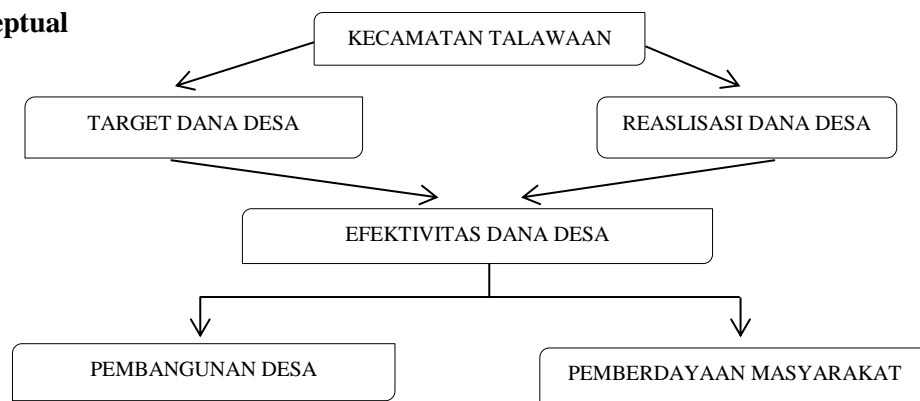 eptual
KECAMATAN TALAWAAN
TARGET DANA DESA
REASLISASI DANA DESA
EFEKTIVITAS DANA DESA
PEMBANGUNAN DESA
PEMBERDAYAAN MASYARAKAT